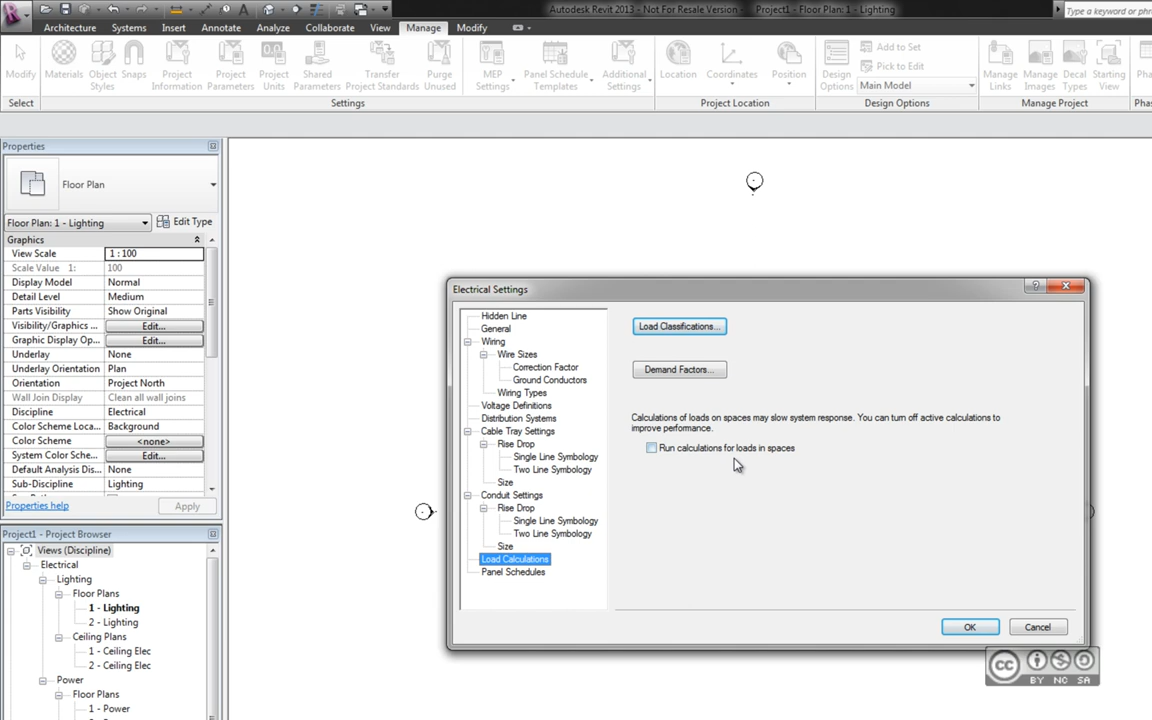 Autodesk Revit 2013 - Not For Resale Version - Project1 - Floor Plan: 1 - Lighting
Type a keyword or phr
Architecture Systems Insert Annotate Analyze Collaborate View Manage Modify
Modify
Materials
Object Styles
Snaps
Project Information
Project Parameters
Project Units
Shared Parameters
Transfer Project Standards
Purge Unused
MEP Settings
Panel Schedule Templates
Additional Settings
Location
Coordinates
Position
Design Options
Add to Set
Pick to Edit
Main Model
Manage Links
Manage Images
Decal Types
Starting View
Pha
Select
Settings
Project Location
Design Options
Manage Project
Phas
Properties
Floor Plan
Floor Plan: 1 - Lighting
Edit Type
Graphics
View Scale 1 : 100
Scale Value 1: 100
Display Model Normal
Detail Level Medium
Parts Visibility Show Original
Visibility/Graphics ... Edit...
Graphic Display Op... Edit...
Underlay None
Underlay Orientation Plan
Orientation Project North
Wall Join Display Clean all wall joins
Discipline Electrical
Color Scheme Loca... Background
Color Scheme <none>
System Color Sche... Edit...
Default Analysis Dis... None
Sub-Discipline Lighting
Properties help
Apply
Project1 - Project Browser
Views (Discipline)
Electrical
Lighting
Floor Plans
1 - Lighting
2 - Lighting
Ceiling Plans
1 - Ceiling Elec
2 - Ceiling Elec
Power
Floor Plans
1 - Power
Electrical Settings
Hidden Line
General
Wiring
Wire Sizes
Correction Factor
Ground Conductors
Wiring Types
Voltage Definitions
Distribution Systems
Cable Tray Settings
Rise Drop
Single Line Symbology
Two Line Symbology
Size
Conduit Settings
Rise Drop
Single Line Symbology
Two Line Symbology
Size
Load Calculations
Panel Schedules
Load Classifications...
Demand Factors...
Calculations of loads on spaces may slow system response. You can turn off active calculations to
improve performance.
Run calculations for loads in spaces
OK
Cancel
cc
BY NC SA